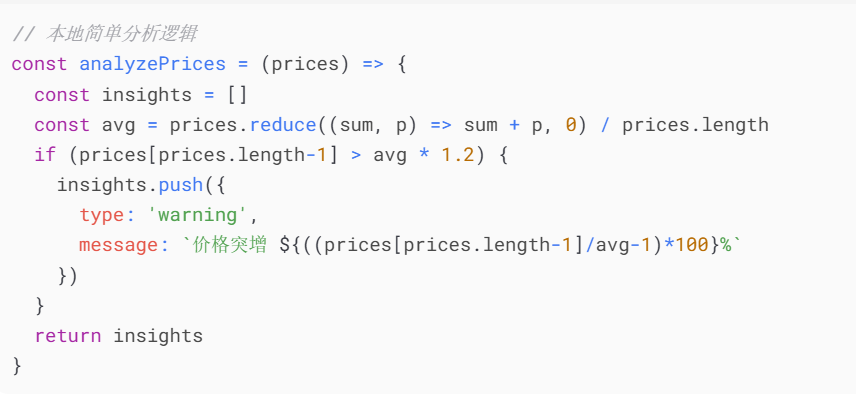 // 本地简单分析逻辑
const analyzePrices = (prices) => {
  const insights = []
  const avg = prices.reduce((sum, p) => sum + p, 0) / prices.length
  if (prices[prices.length-1] > avg * 1.2) {
    insights.push({
      type: 'warning',
      message: `价格突增 ${((prices[prices.length-1]/avg-1)*100}%`
    })
  }
  return insights
}